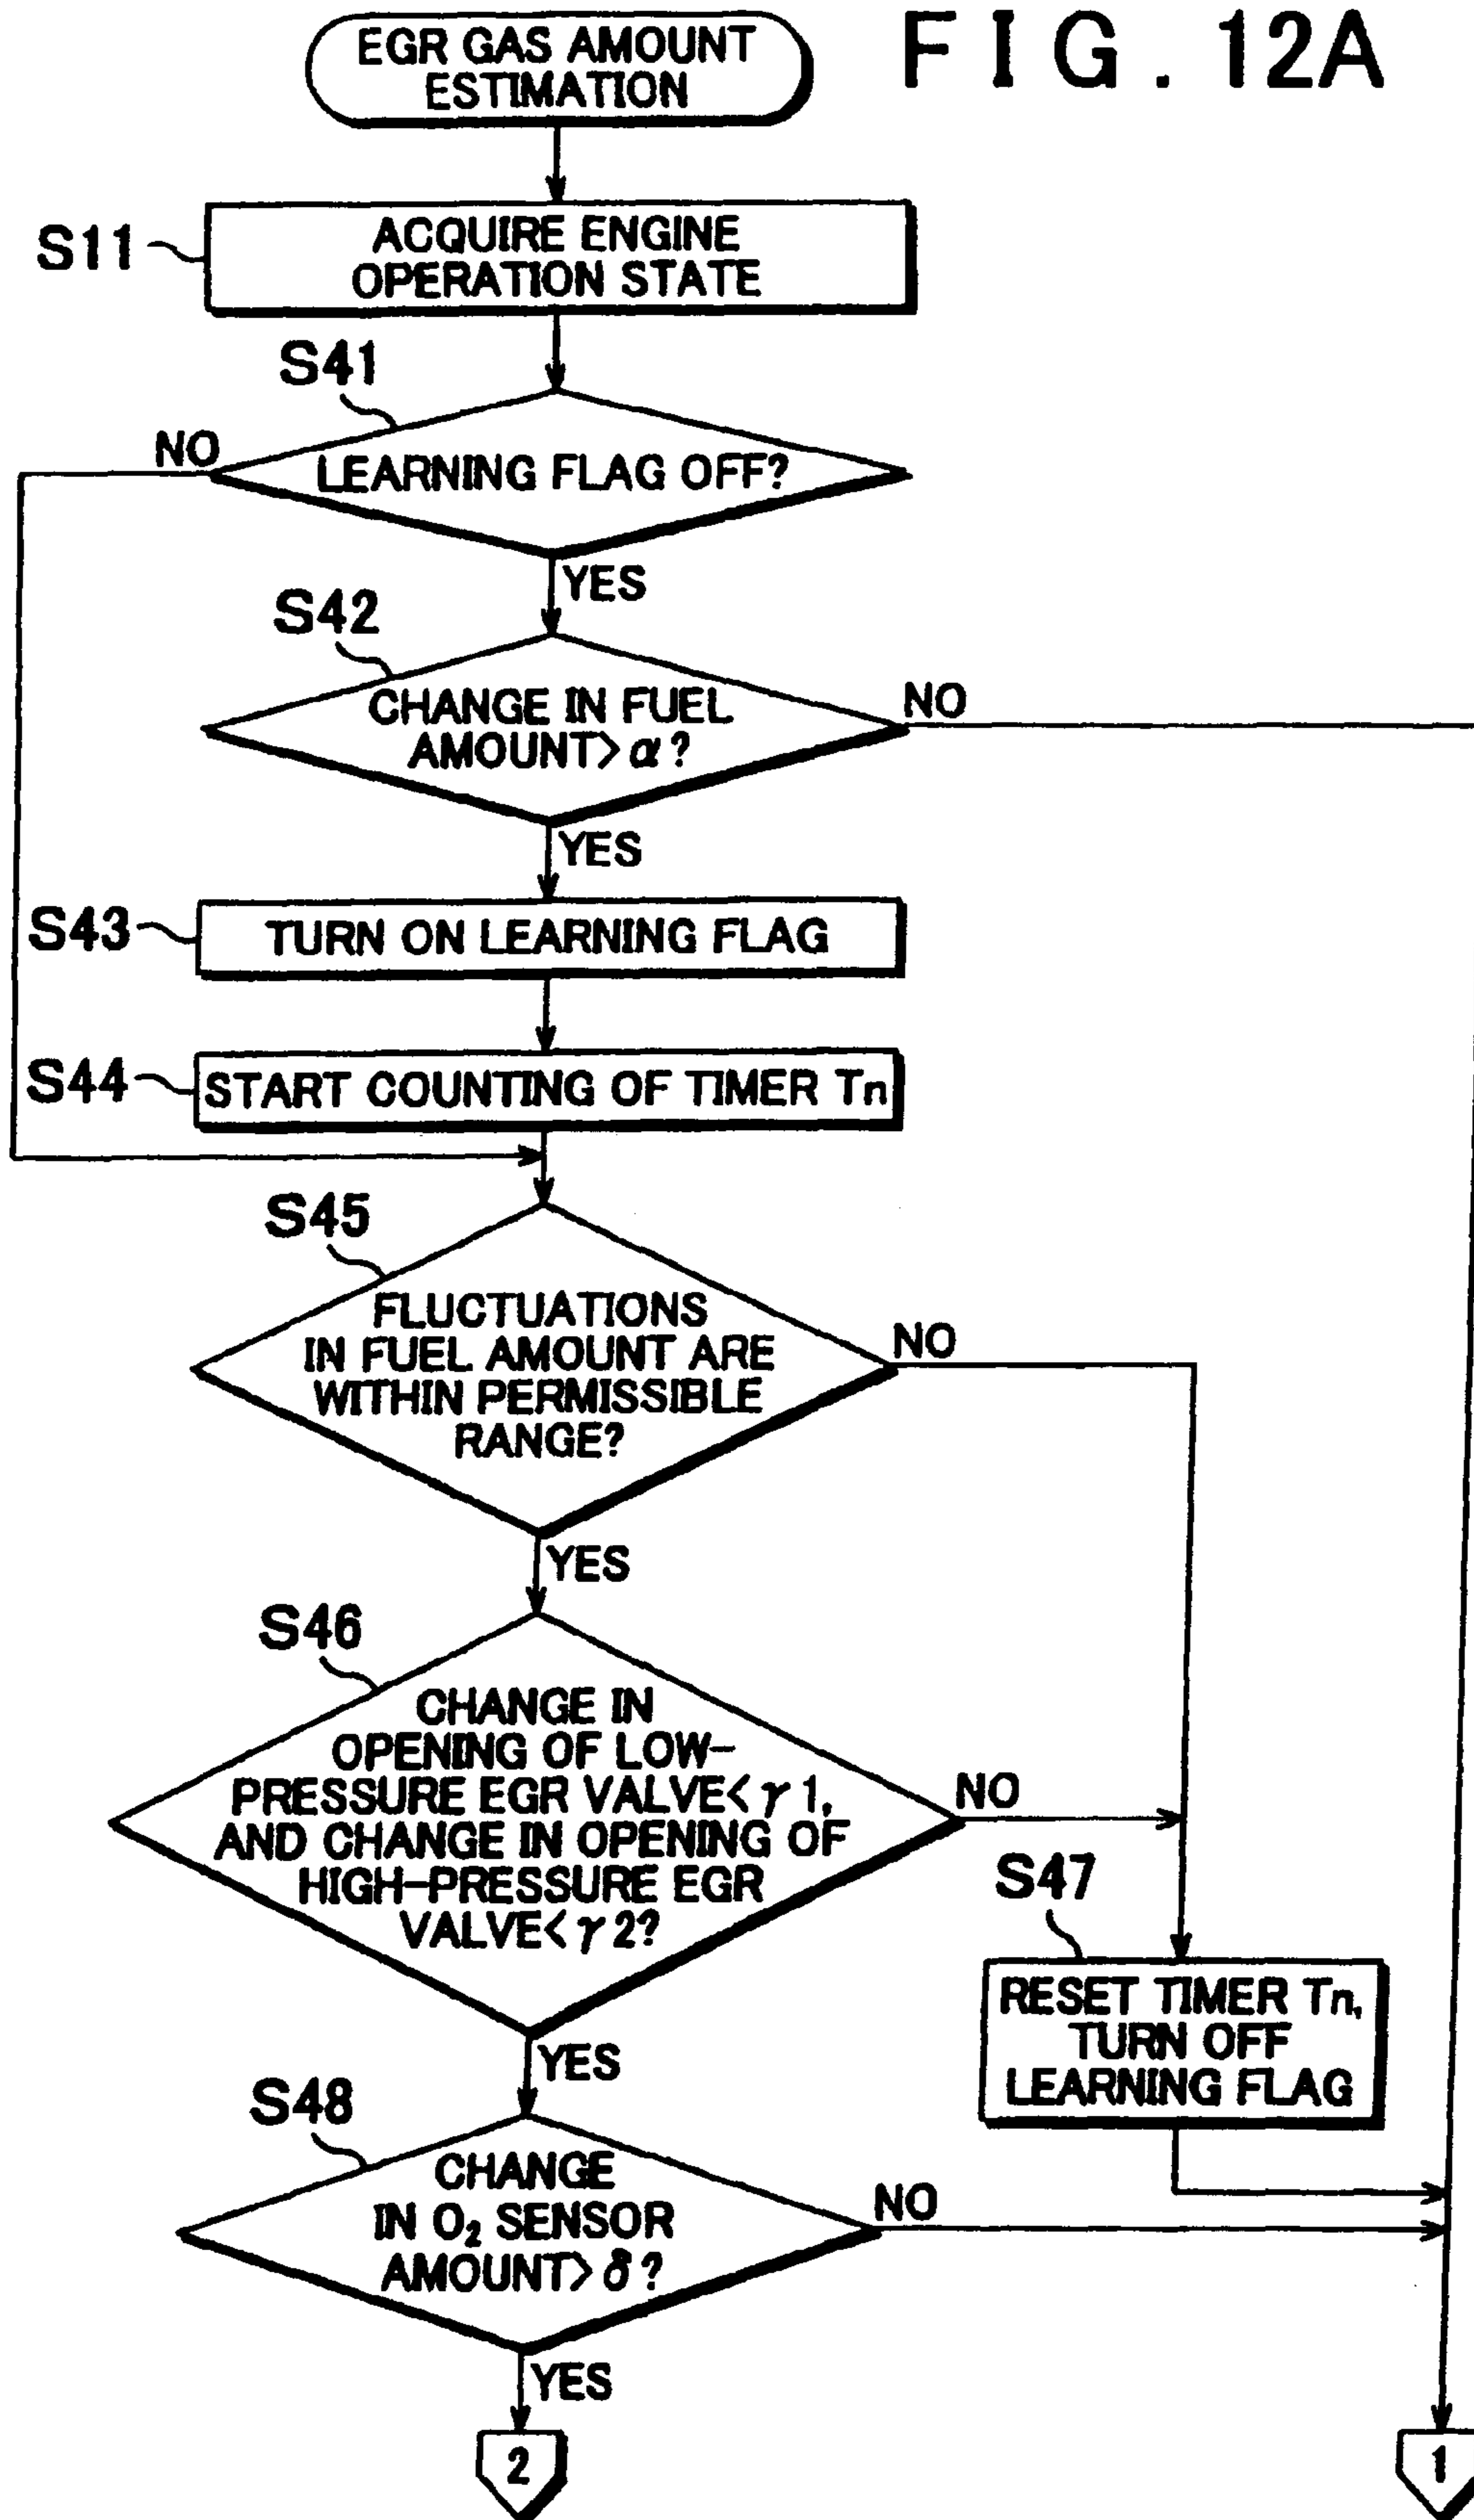 FIG. 12A
EGR GAS AMOUNT
ESTIMATION
S11
ACQUIRE ENGINE
OPERATION STATE
S41
NO
LEARNING FLAG OFF?
YES
S42
CHANGE IN FUEL
AMOUNT>α?
NO
YES
S43
TURN ON LEARNING FLAG
S44
START COUNTING OF TIMER Tn
S45
FLUCTUATIONS
IN FUEL AMOUNT ARE
WITHIN PERMISSIBLE
RANGE?
NO
YES
S46
CHANGE IN
OPENING OF LOW-
PRESSURE EGR VALVE<γ1,
AND CHANGE IN OPENING OF
HIGH-PRESSURE EGR
VALVE<γ2?
NO
S47
RESET TIMER Tn,
TURN OFF
LEARNING FLAG
YES
S48
CHANGE
IN O₂ SENSOR
AMOUNT>δ?
NO
YES
2
1